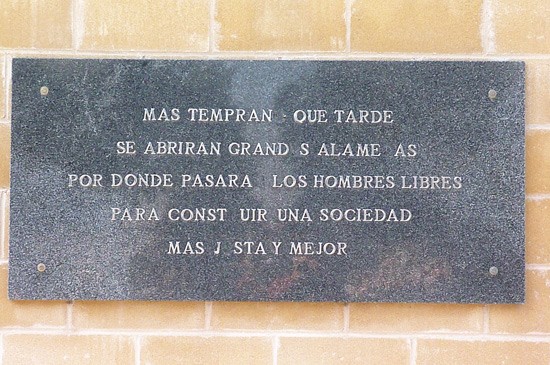 MAS TEMPRAN QUE TARDE
SE ABRIRAN GRAND S ALAME AS
POR DONDE PASARA LOS HOMBRES LIBRES
PARA CONST UIR UNA SOCIEDAD
MAS J STA Y MEJOR